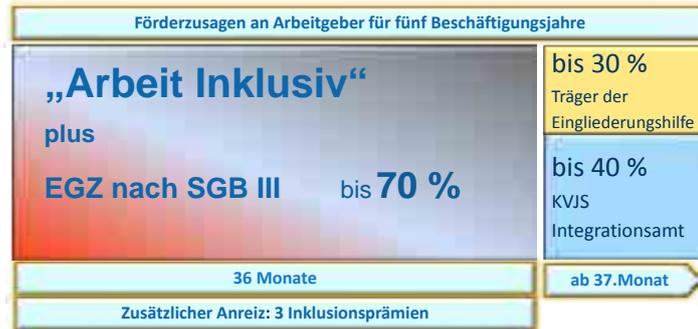 Förderzusagen an Arbeitgeber für fünf Beschäftigungsjahre
„Arbeit Inklusiv“
plus
EGZ nach SGB III bis 70 %
bis 30 %
Träger der
Eingliederungshilfe
bis 40 %
KVJS
Integrationsamt
36 Monate
ab 37.Monat
Zusätzlicher Anreiz: 3 Inklusionsprämien